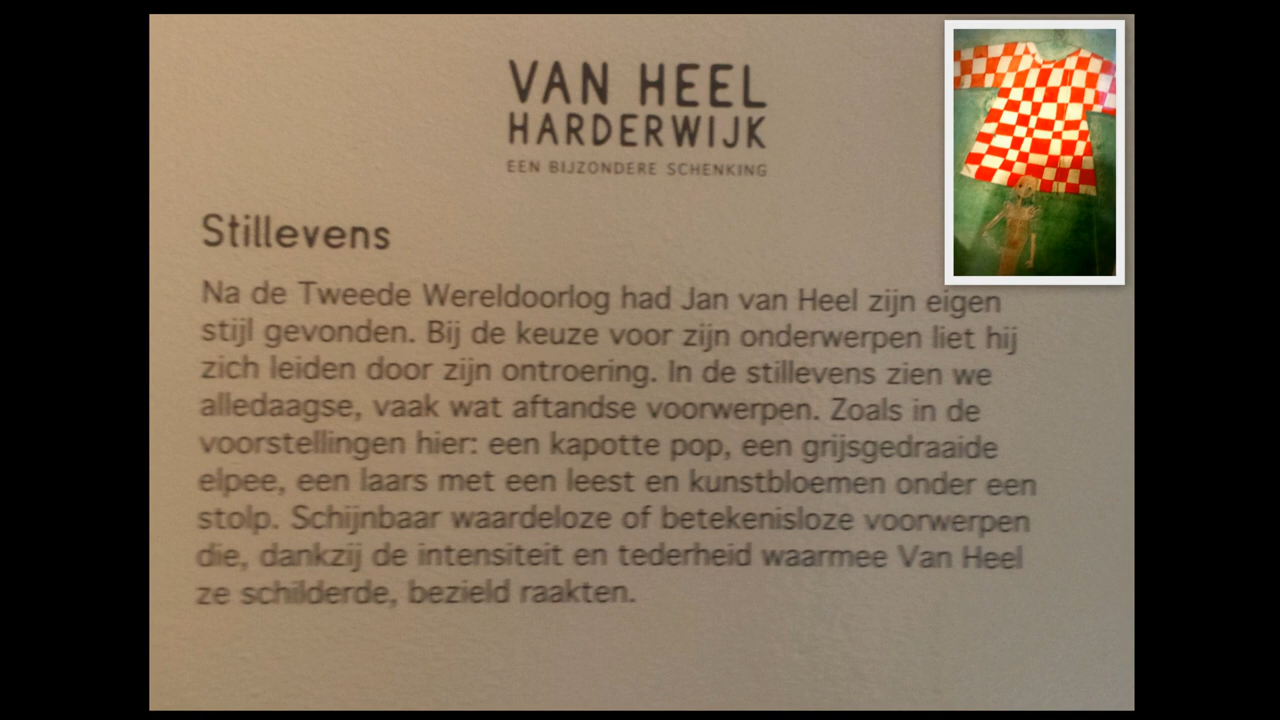 VAN HEEL
HARDERWIJK
EEN BIJZONDERE SCHENKING
Stillevens
Na de Tweede Wereldoorlog had Jan van Heel zijn eigen
stijl gevonden. Bij de keuze voor zijn onderwerpen liet hij
zich leiden door zijn ontroering. In de stillevens zien we
alledaagse, vaak wat aftandse voorwerpen. Zoals in de
voorstellingen hier: een kapotte pop, een grijsgedraaide
elpee, een laars met een leest en kunstbloemen onder een
stolp. Schijnbaar waardeloze of betekenisloze voorwerpen
die, dankzij de intensiteit en tederheid waarmee Van Heel
ze schilderde, bezield raakten.